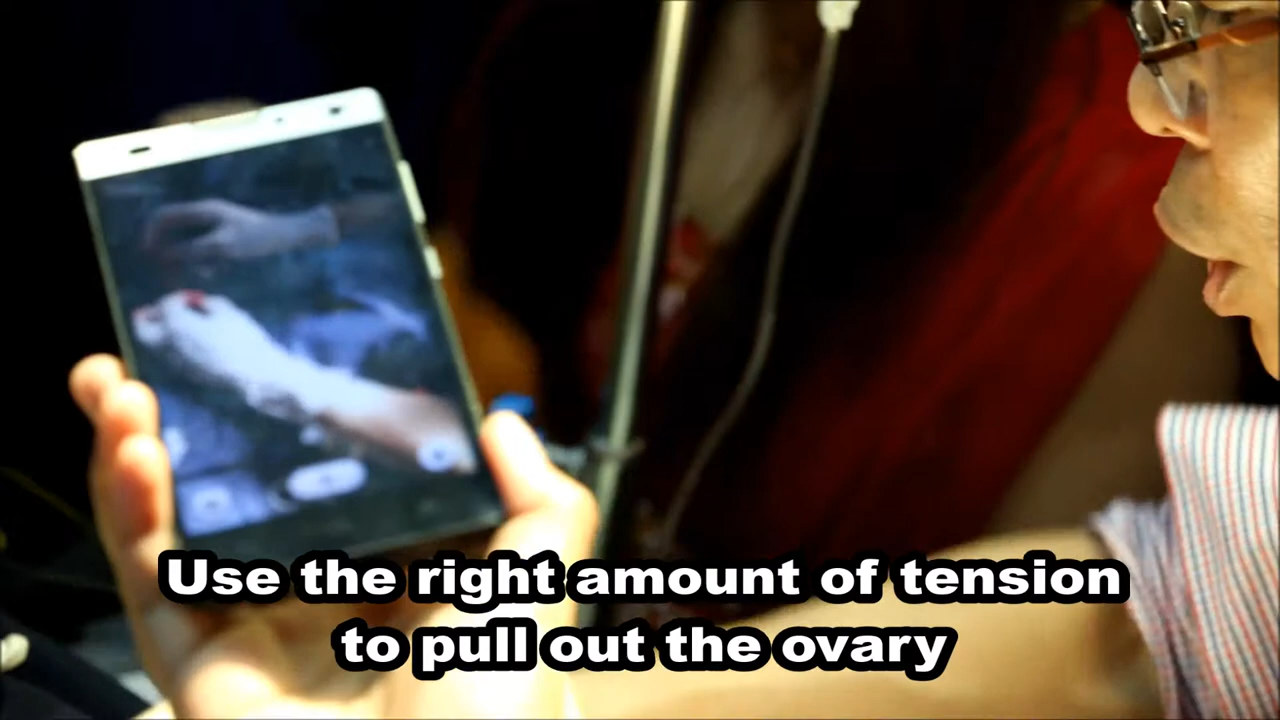 Use the right amount of tension
to pull out the ovary